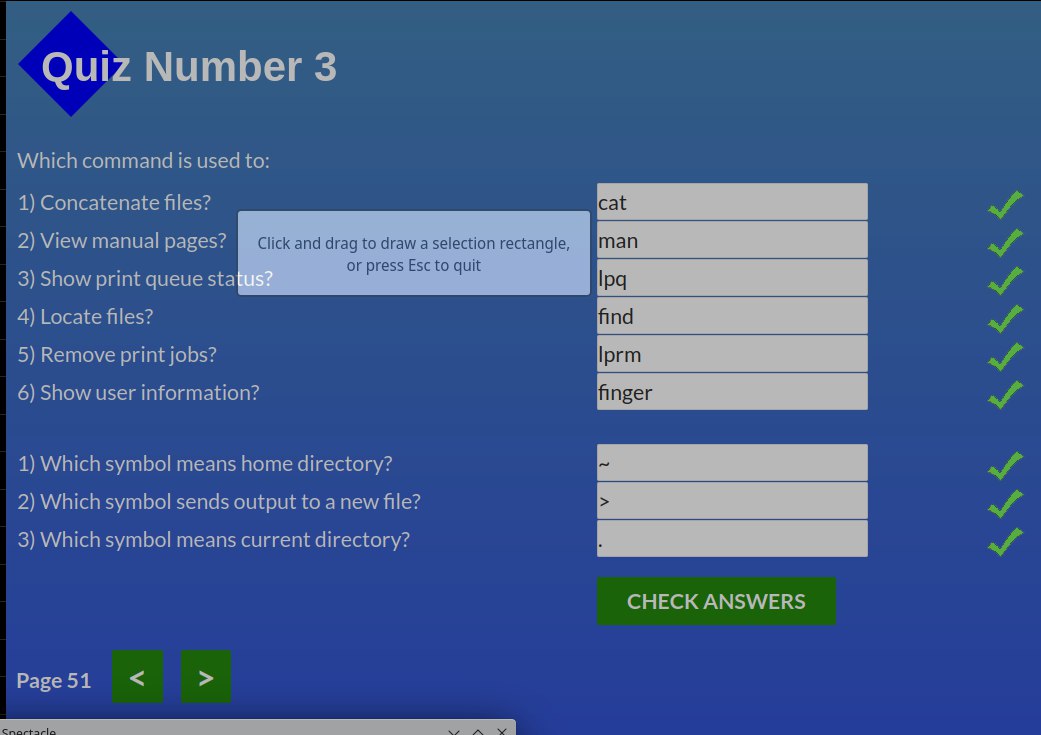 Quiz Number 3
Which command is used to:
1) Concatenate files? cat
2) View manual pages? man
3) Show print queue status? lpq
4) Locate files? find
5) Remove print jobs? lprm
6) Show user information? finger
Click and drag to draw a selection rectangle,
or press Esc to quit
1) Which symbol means home directory? ~
2) Which symbol sends output to a new file? >
3) Which symbol means current directory? .
CHECK ANSWERS
Page 51 < >
Spectacle